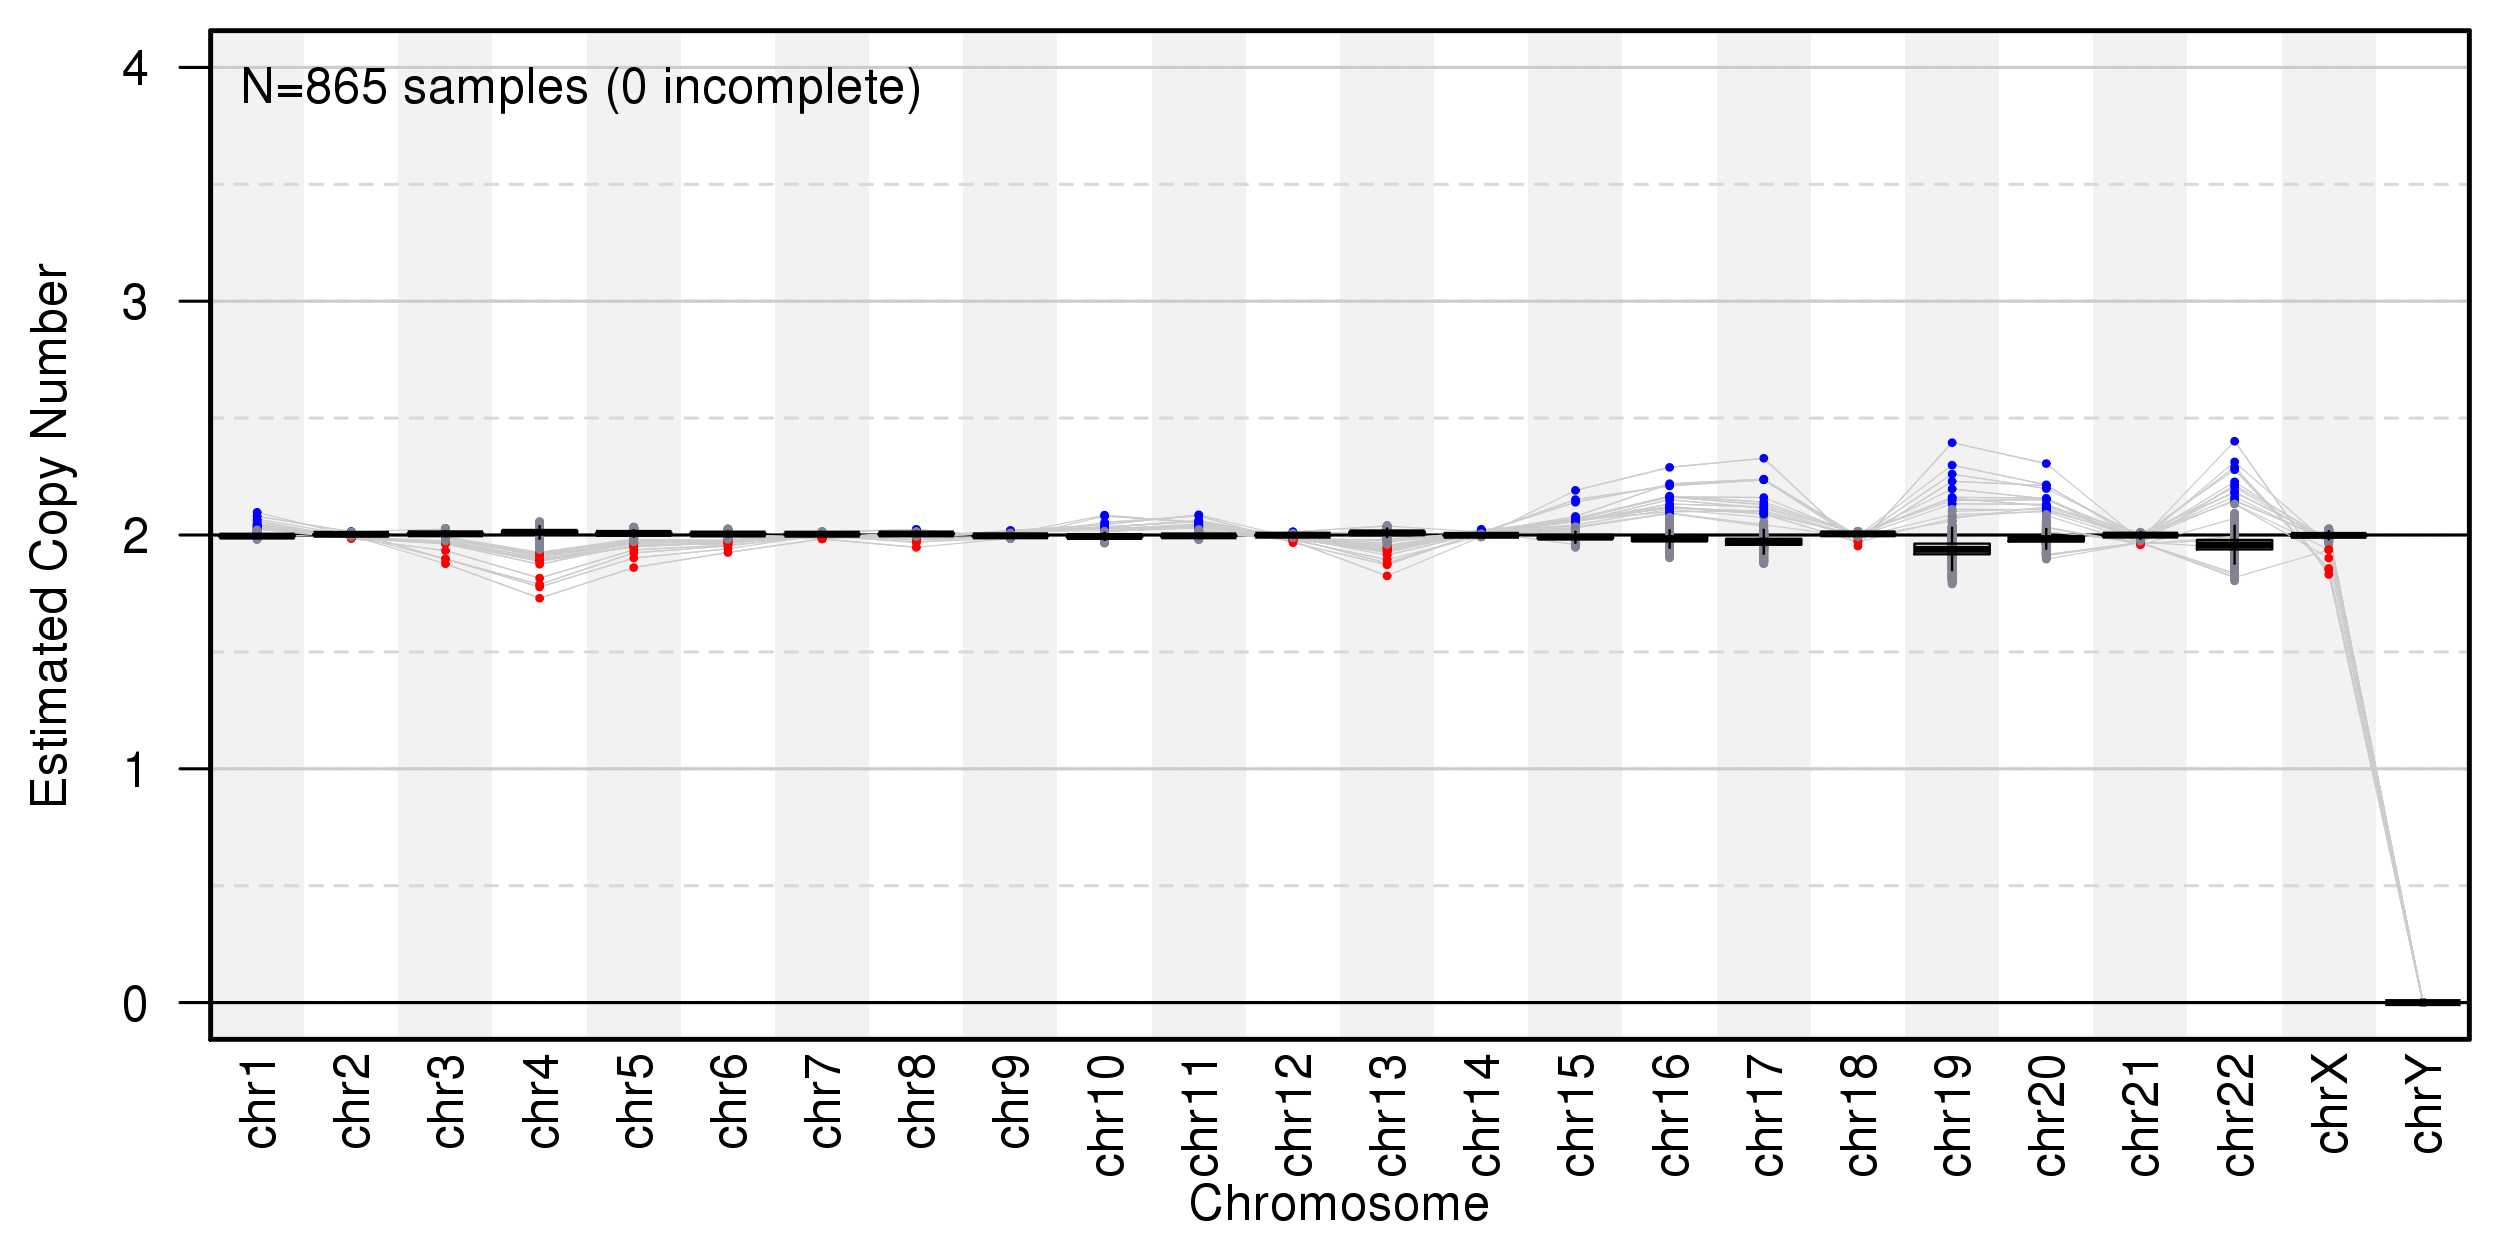 N=865 samples (0 incomplete)
Estimated Copy Number
4
3
2
1
0
chr1
chr2
chr3
chr4
chr5
chr6
chr7
chr8
chr9
chr10
chr11
chr12
chr13
chr14
chr15
chr16
chr17
chr18
chr19
chr20
chr21
chr22
chrX
chrY
Chromosome